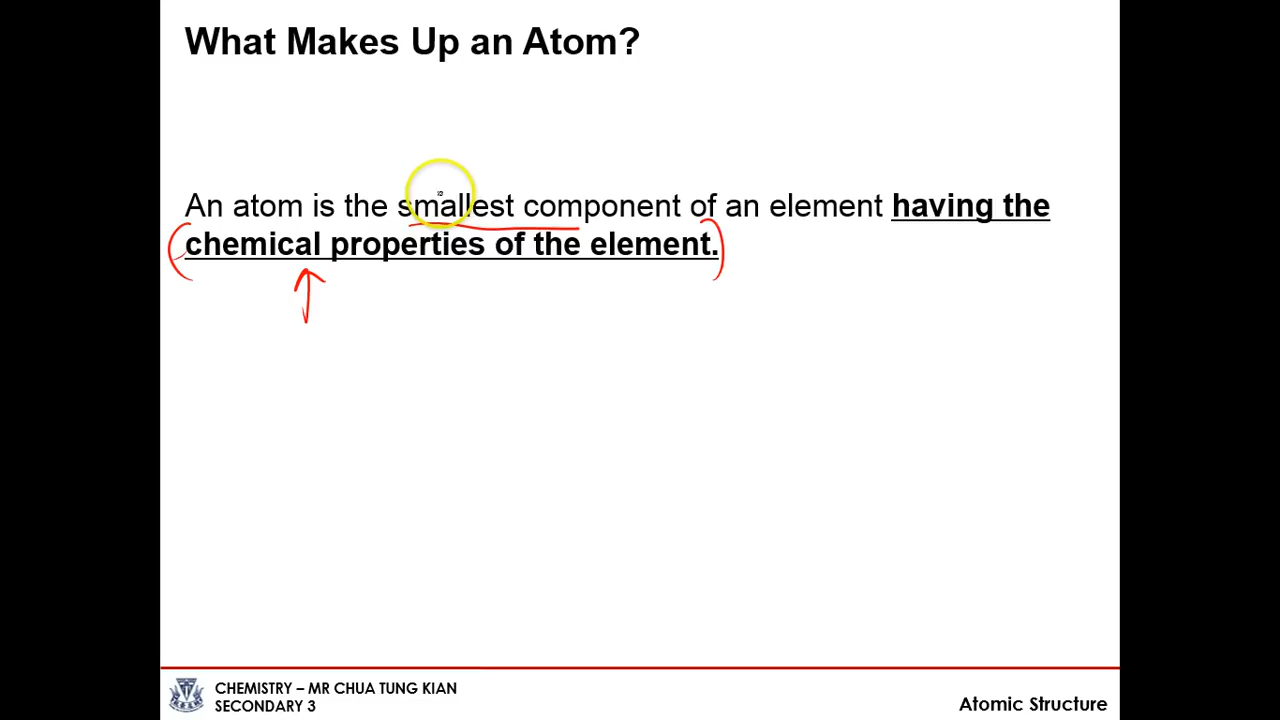 What Makes Up an Atom?
An atom is the smallest component of an element having the
chemical properties of the element.
CHEMISTRY – MR CHUA TUNG KIAN
SECONDARY 3
Atomic Structure